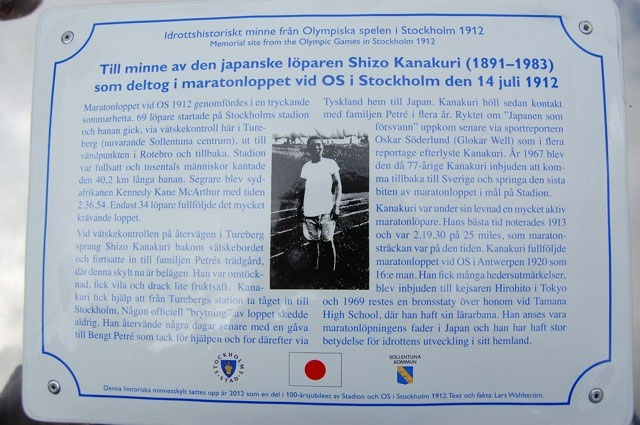 Idrottshistoriskt minne från Olympiska spelen i Stockholm 1912
Memorial site from the Olympic Games in Stockholm 1912
Till minne av den japanske löparen Shizo Kanakuri (1891–1983)
som deltog i maratonloppet vid OS i Stockholm den 14 juli 1912
Maratonloppet vid OS 1912 genomfördes i en tryckande
sommarhetta. 69 löpare startade på Stockholms stadion
och banan gick, via vätskekontroll här i Ture-
berg (nuvarande Sollentuna centrum), ut till
vändpunkten i Rotebro och tillbaka. Stadion
var fullsatt och tusentals människor kantade
den 40,2 km långa banan. Segrare blev syd-
afrikanen Kennedy Kane McArthur med tiden
2.36.54. Endast 34 löpare fullföljde det mycket
krävande loppet.
Vid vätskekontrollen på återvägen i Tureberg
sprang Shizo Kanakuri bakom vätskebordet
och fortsatte in till familjen Petrés trädgård,
där denna skylt nu är belägen. Han var omtöck-
nad, fick vila och drack lite fruktsaft. Kana-
kuri fick hjälp att från Turebergs station ta tåget in till
Stockholm. Någon officiell "brytning" av loppet skedde
aldrig. Han återvände några dagar senare med en gåva
till Bengt Petré som tack för hjälpen och for därefter via
Tyskland hem till Japan. Kanakuri höll sedan kontakt
med familjen Petré i flera år. Ryktet om "Japanen som
försvann" uppkom senare via sportreportern
Oskar Söderlund (Glokar Well) som i flera
reportage efterlyste Kanakuri. År 1967 blev
den då 77-årige Kanakuri inbjuden att kom-
ma tillbaka till Sverige och springa den sista
biten av maratonloppet i mål på Stadion.
Kanakuri var under sin levnad en mycket aktiv
maratonlöpare. Hans bästa tid noterades 1913
och var 2.19.30 på 25 miles, som maraton-
sträckan var på den tiden. Kanakuri fullföljde
maratonloppet vid OS i Antwerpen 1920 som
16:e man. Han fick många hedersutmärkelser,
blev inbjuden till kejsaren Hirohito i Tokyo
och 1969 restes en bronsstaty över honom vid Tamana
High School, där han haft sin lärarbana. Han anses vara
maratonlöpningens fader i Japan och han har haft stor
betydelse för idrottens utveckling i sitt hemland.
STOCKHOLMS STAD
SOLLENTUNA
KOMMUN
Denna historiska minnesskylt sattes upp år 2012 som en del i 100-årsjubileet av Stadion och OS i Stockholm 1912. Text och fakta: Lars Wahlström.